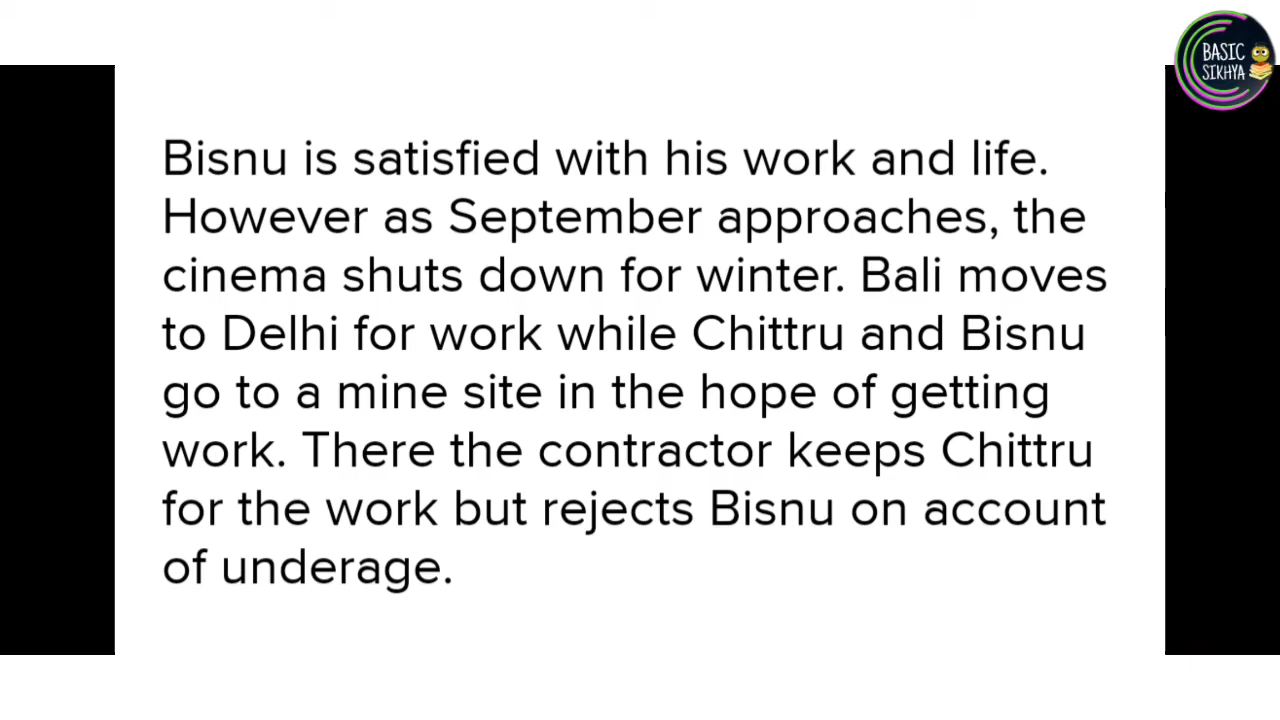 BASIC
SIKHYA
Bisnu is satisfied with his work and life.
However as September approaches, the
cinema shuts down for winter. Bali moves
to Delhi for work while Chittru and Bisnu
go to a mine site in the hope of getting
work. There the contractor keeps Chittru
for the work but rejects Bisnu on account
of underage.